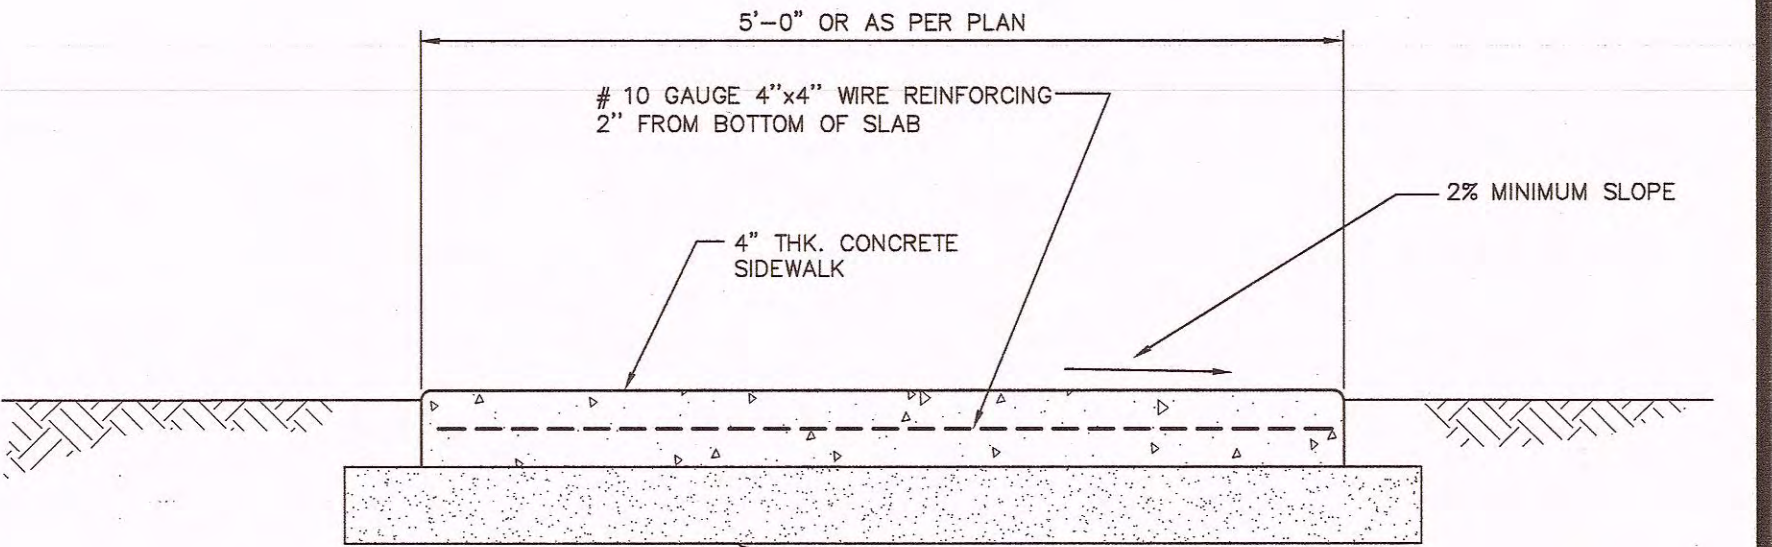 5'-0" OR AS PER PLAN
# 10 GAUGE 4"x4" WIRE REINFORCING
2" FROM BOTTOM OF SLAB
2% MINIMUM SLOPE
4" THK. CONCRETE
SIDEWALK